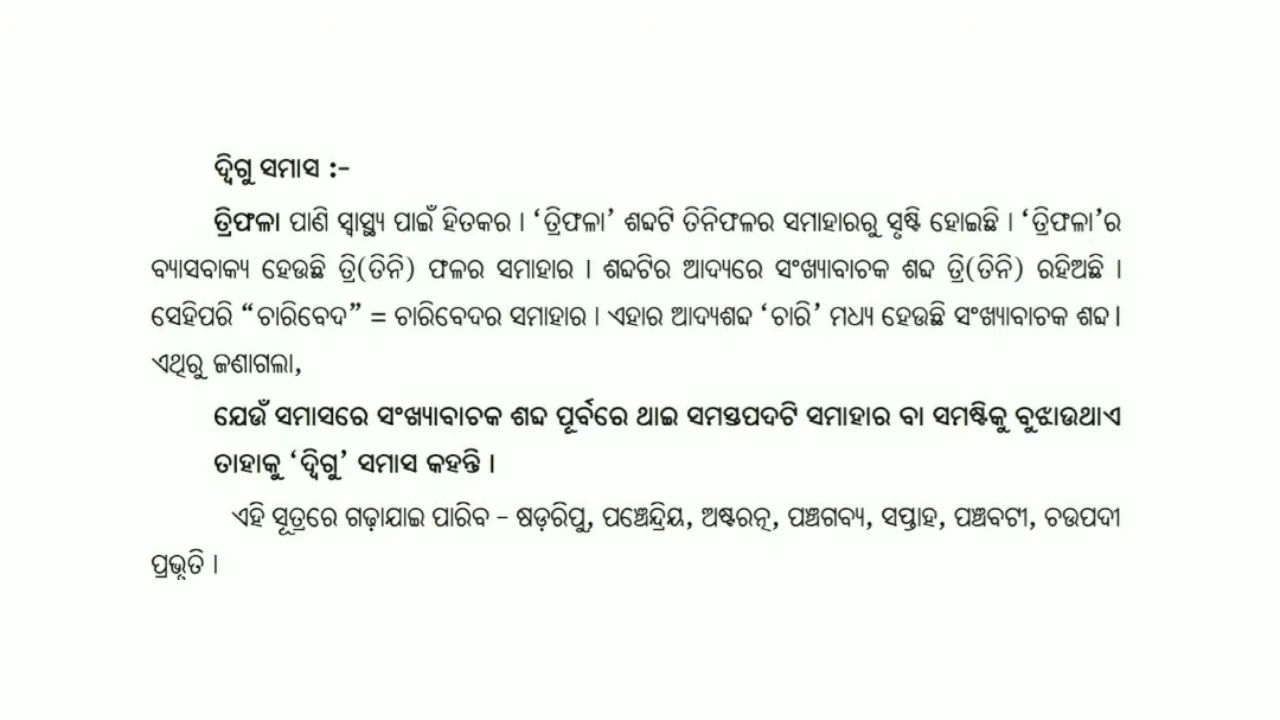 ଦ୍ୱିଗୁ ସମାସ :-
ତ୍ରିଫଳା ପାଣି ସ୍ୱାସ୍ଥ୍ୟ ପାଇଁ ହିତକର । ‘ତ୍ରିଫଳା’ ଶବ୍ଦଟି ତିନିଫଳର ସମାହାରରୁ ସୃଷ୍ଟି ହୋଇଛି । ‘ତ୍ରିଫଳା’ର
ବ୍ୟାସବାକ୍ୟ ହେଉଛି ତ୍ରି(ତିନି) ଫଳର ସମାହାର । ଶବ୍ଦଟିର ଆଦ୍ୟରେ ସଂଖ୍ୟାବାଚକ ଶବ୍ଦ ତ୍ରି(ତିନି) ରହିଅଛି ।
ସେହିପରି “ଚାରିବେଦ” = ଚାରିବେଦର ସମାହାର । ଏହାର ଆଦ୍ୟଶବ୍ଦ ‘ଚାରି’ ମଧ୍ୟ ହେଉଛି ସଂଖ୍ୟାବାଚକ ଶବ୍ଦ।
ଏଥିରୁ ଜଣାଗଲା,
ଯେଉଁ ସମାସରେ ସଂଖ୍ୟାବାଚକ ଶବ୍ଦ ପୂର୍ବରେ ଥାଇ ସମସ୍ତପଦଟି ସମାହାର ବା ସମଷ୍ଟିକୁ ବୁଝାଉଥାଏ
ତାହାକୁ ‘ଦ୍ୱିଗୁ’ ସମାସ କହନ୍ତି ।
ଏହି ସୂତ୍ରରେ ଗଢ଼ାଯାଇ ପାରିବ - ଷଡ଼ରିପୁ, ପଞ୍ଚେନ୍ଦ୍ରିୟ, ଅଷ୍ଟରତ୍ନ, ପଞ୍ଚଗବ୍ୟ, ସପ୍ତାହ, ପଞ୍ଚବଟୀ, ଚଉପଦୀ
ପ୍ରଭୃତି ।